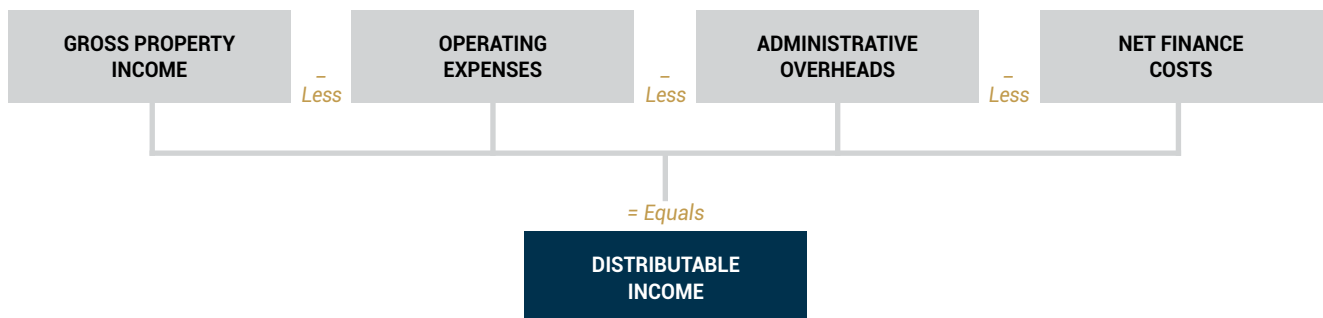 GROSS PROPERTY
INCOME
–
Less
OPERATING
EXPENSES
–
Less
ADMINISTRATIVE
OVERHEADS
–
Less
NET FINANCE
COSTS
= Equals
DISTRIBUTABLE
INCOME